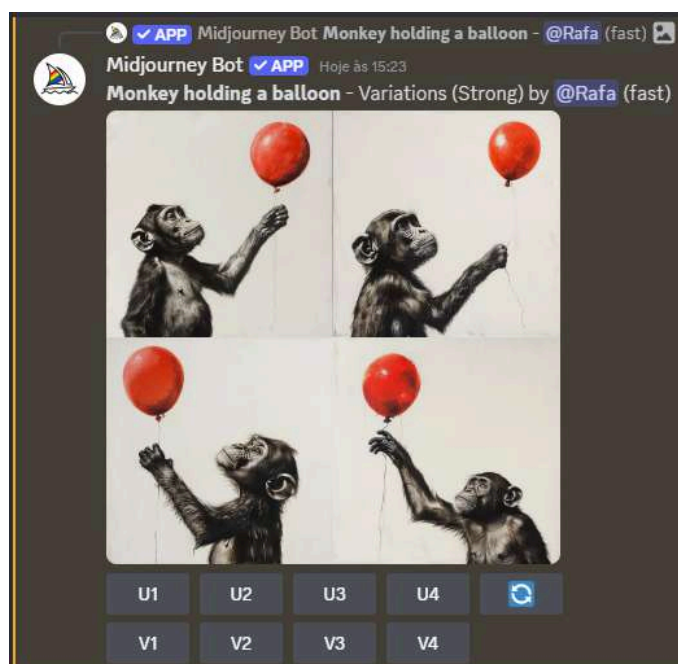 ✓ APP Midjourney Bot Monkey holding a balloon - @Rafa (fast)
Midjourney Bot ✓ APP Hoje às 15:23
Monkey holding a balloon - Variations (Strong) by @Rafa (fast)
U1 U2 U3 U4
V1 V2 V3 V4